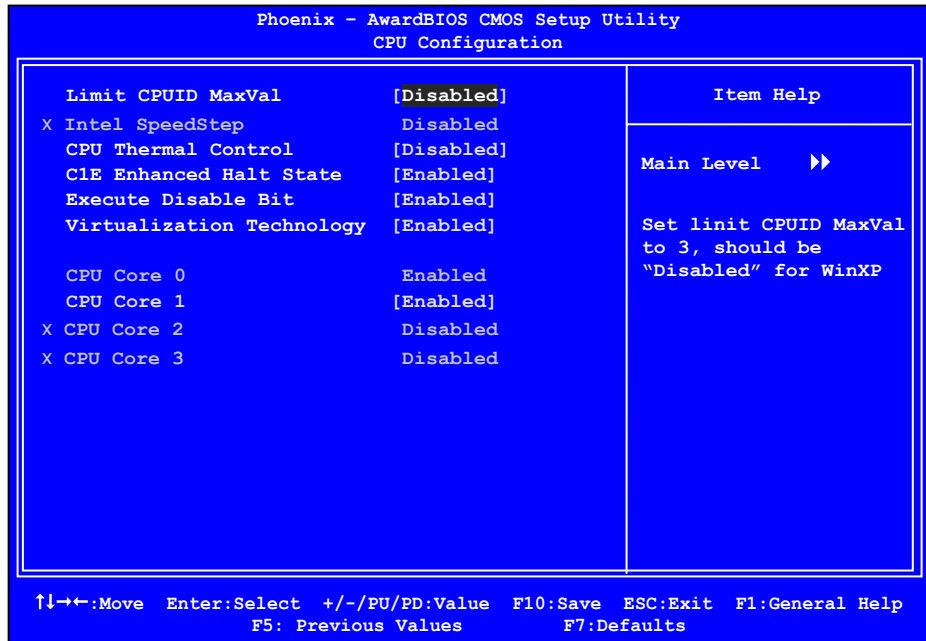 Phoenix – AwardBIOS CMOS Setup Utility
CPU Configuration
Limit CPUID MaxVal [Disabled]
X Intel SpeedStep Disabled
CPU Thermal Control [Disabled]
C1E Enhanced Halt State [Enabled]
Execute Disable Bit [Enabled]
Virtualization Technology [Enabled]
CPU Core 0 Enabled
CPU Core 1 [Enabled]
X CPU Core 2 Disabled
X CPU Core 3 Disabled
Item Help
Main Level
Set linit CPUID MaxVal
to 3, should be
“Disabled” for WinXP
↑↓→←:Move Enter:Select +/-/PU/PD:Value F10:Save ESC:Exit F1:General Help
F5: Previous Values F7:Defaults